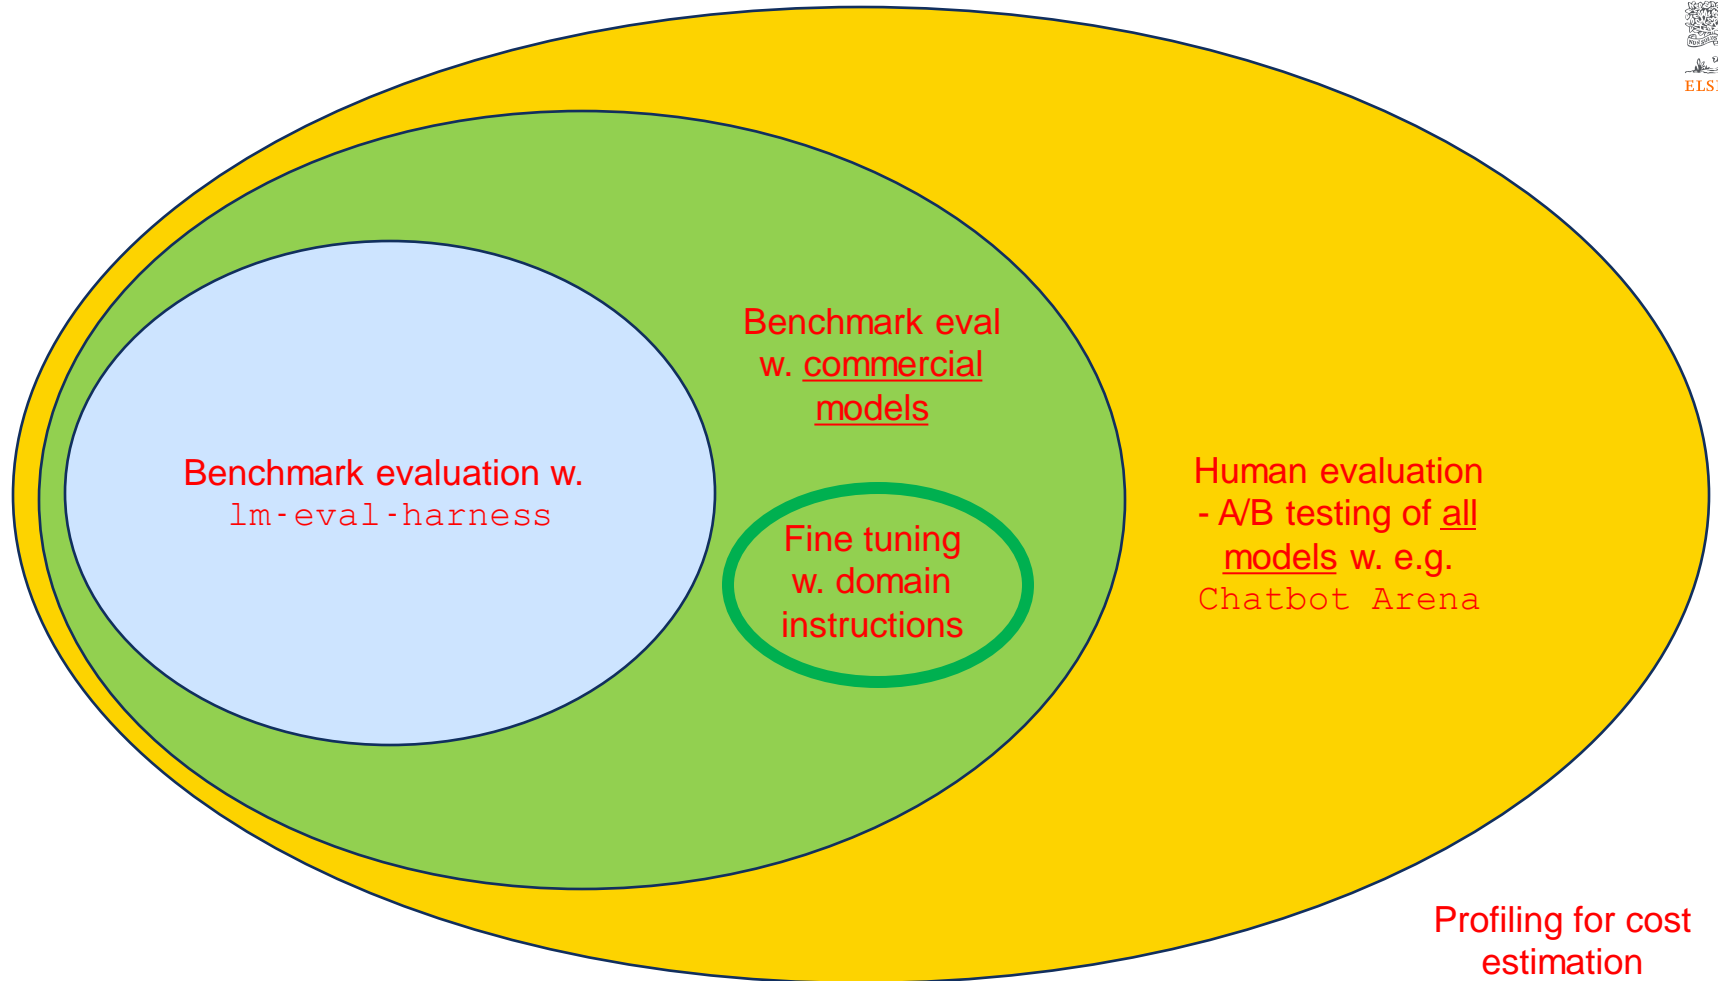 Benchmark eval
w. commercial
models
Benchmark evaluation w.
lm-eval-harness
Fine tuning
w. domain
instructions
Human evaluation
- A/B testing of all
models w. e.g.
Chatbot Arena
Profiling for cost
estimation